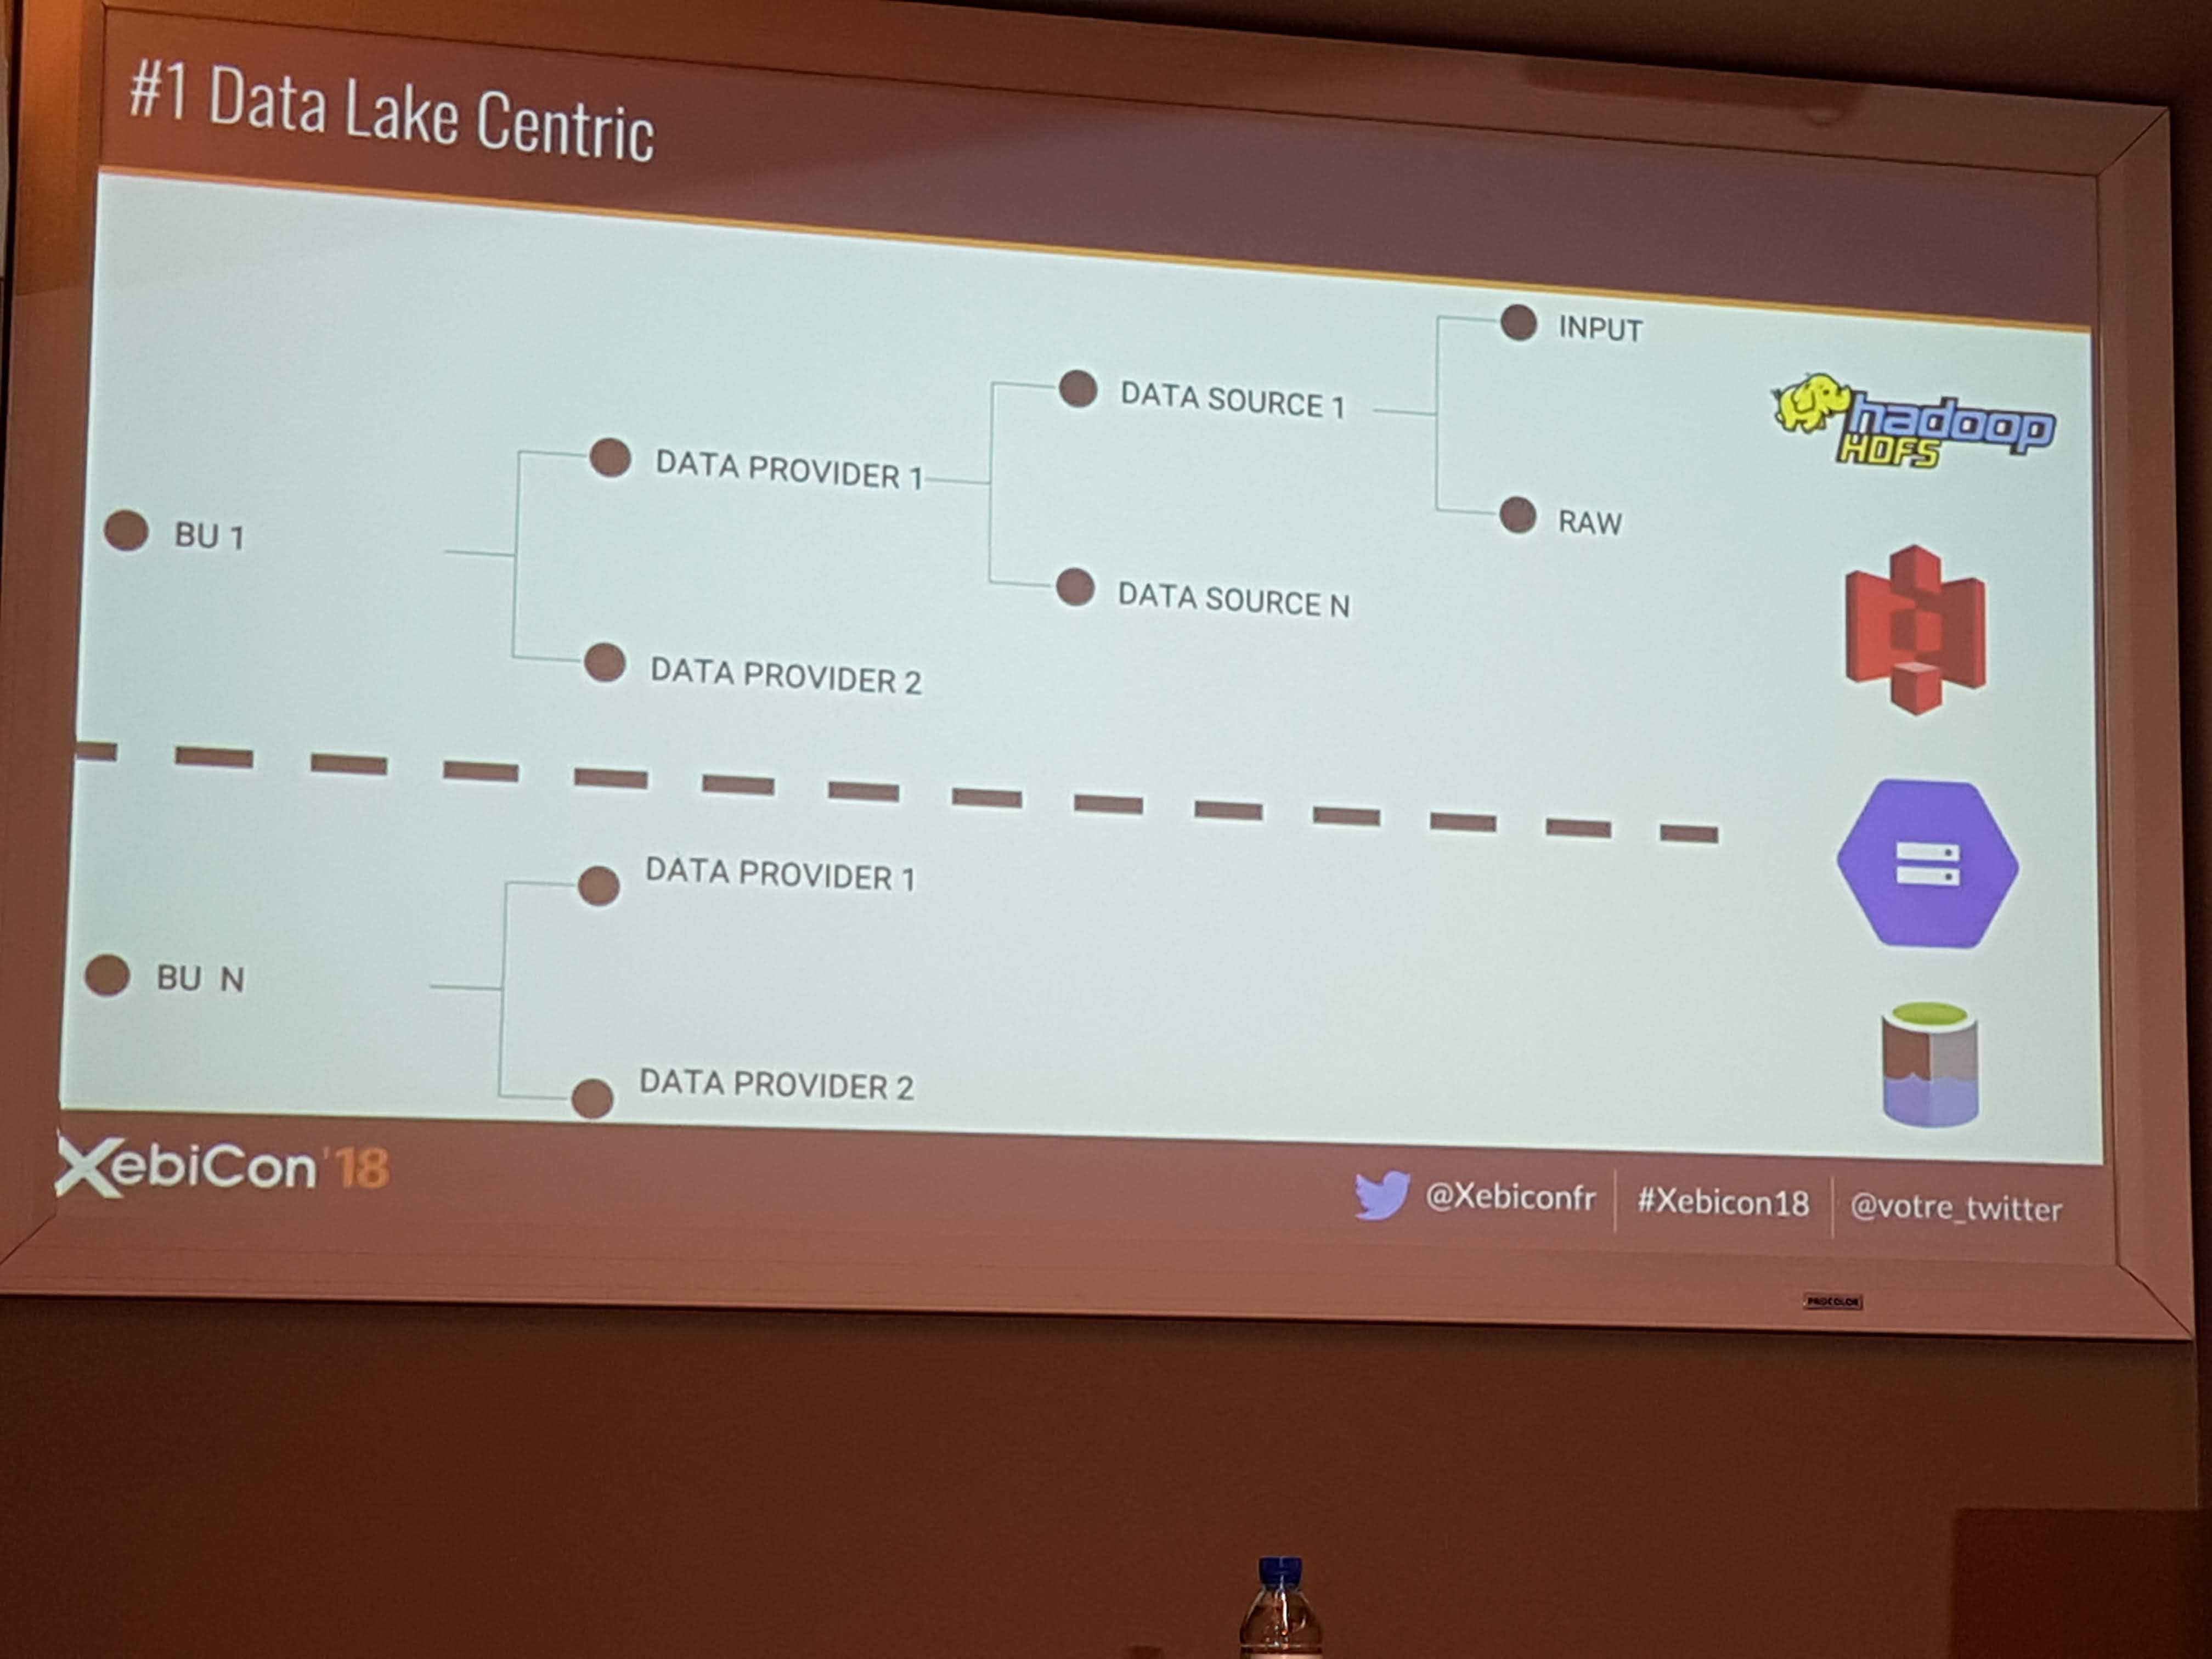 #1 Data Lake Centric
INPUT
DATA SOURCE 1
hadoop
HDFS
DATA PROVIDER 1
RAW
BU 1
DATA SOURCE N
DATA PROVIDER 2
DATA PROVIDER 1
BU N
DATA PROVIDER 2
XebiCon'18
@Xebiconfr
#Xebicon18
@votre_twitter
PROCOLOR